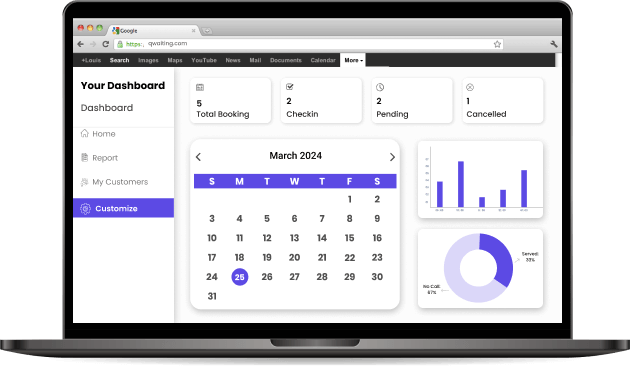 Google
https:// qwaiting.com
+Louis Search Images Maps YouTube News Mail Documents Calendar More
Your Dashboard
Dashboard
Home
Report
My Customers
Customize
5
Total Booking
2
Checkin
2
Pending
1
Cancelled
March 2024
S M T W T F S
1 2
3 4 5 6 7 8 9
10 11 12 13 14 15 16
17 18 19 20 21 22 23
24 25 26 27 28 29 30
31
Served:
33%
No Call:
67%